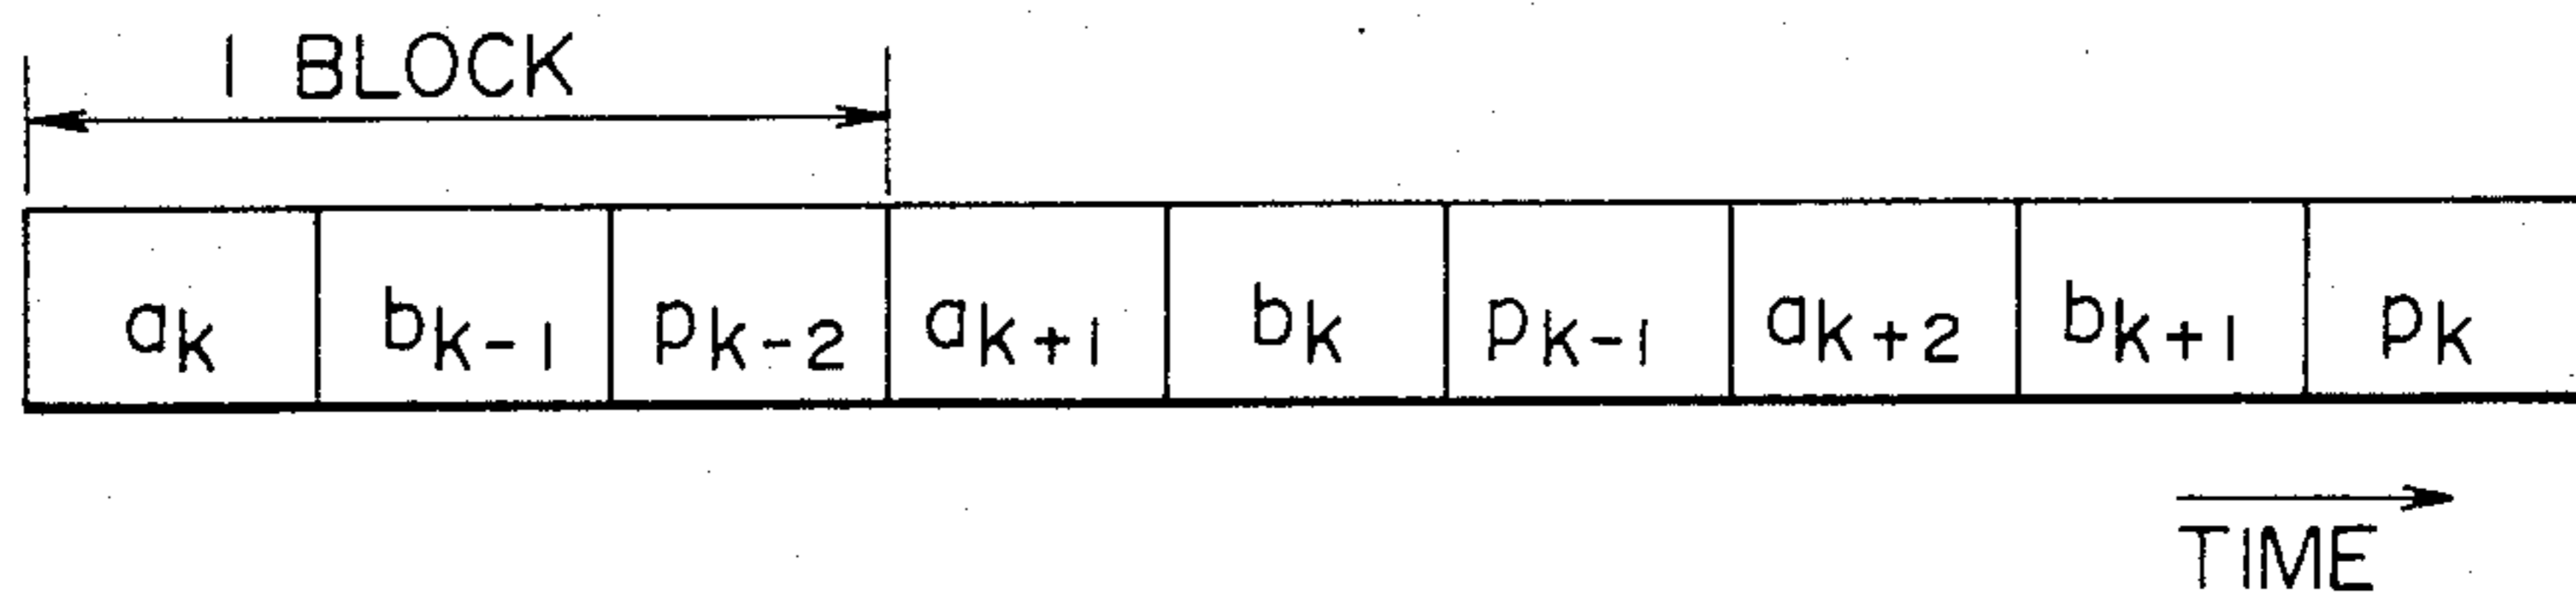 1 BLOCK
aₖ bₖ₋₁ pₖ₋₂ aₖ₊₁ bₖ pₖ₋₁ aₖ₊₂ bₖ₊₁ pₖ
TIME